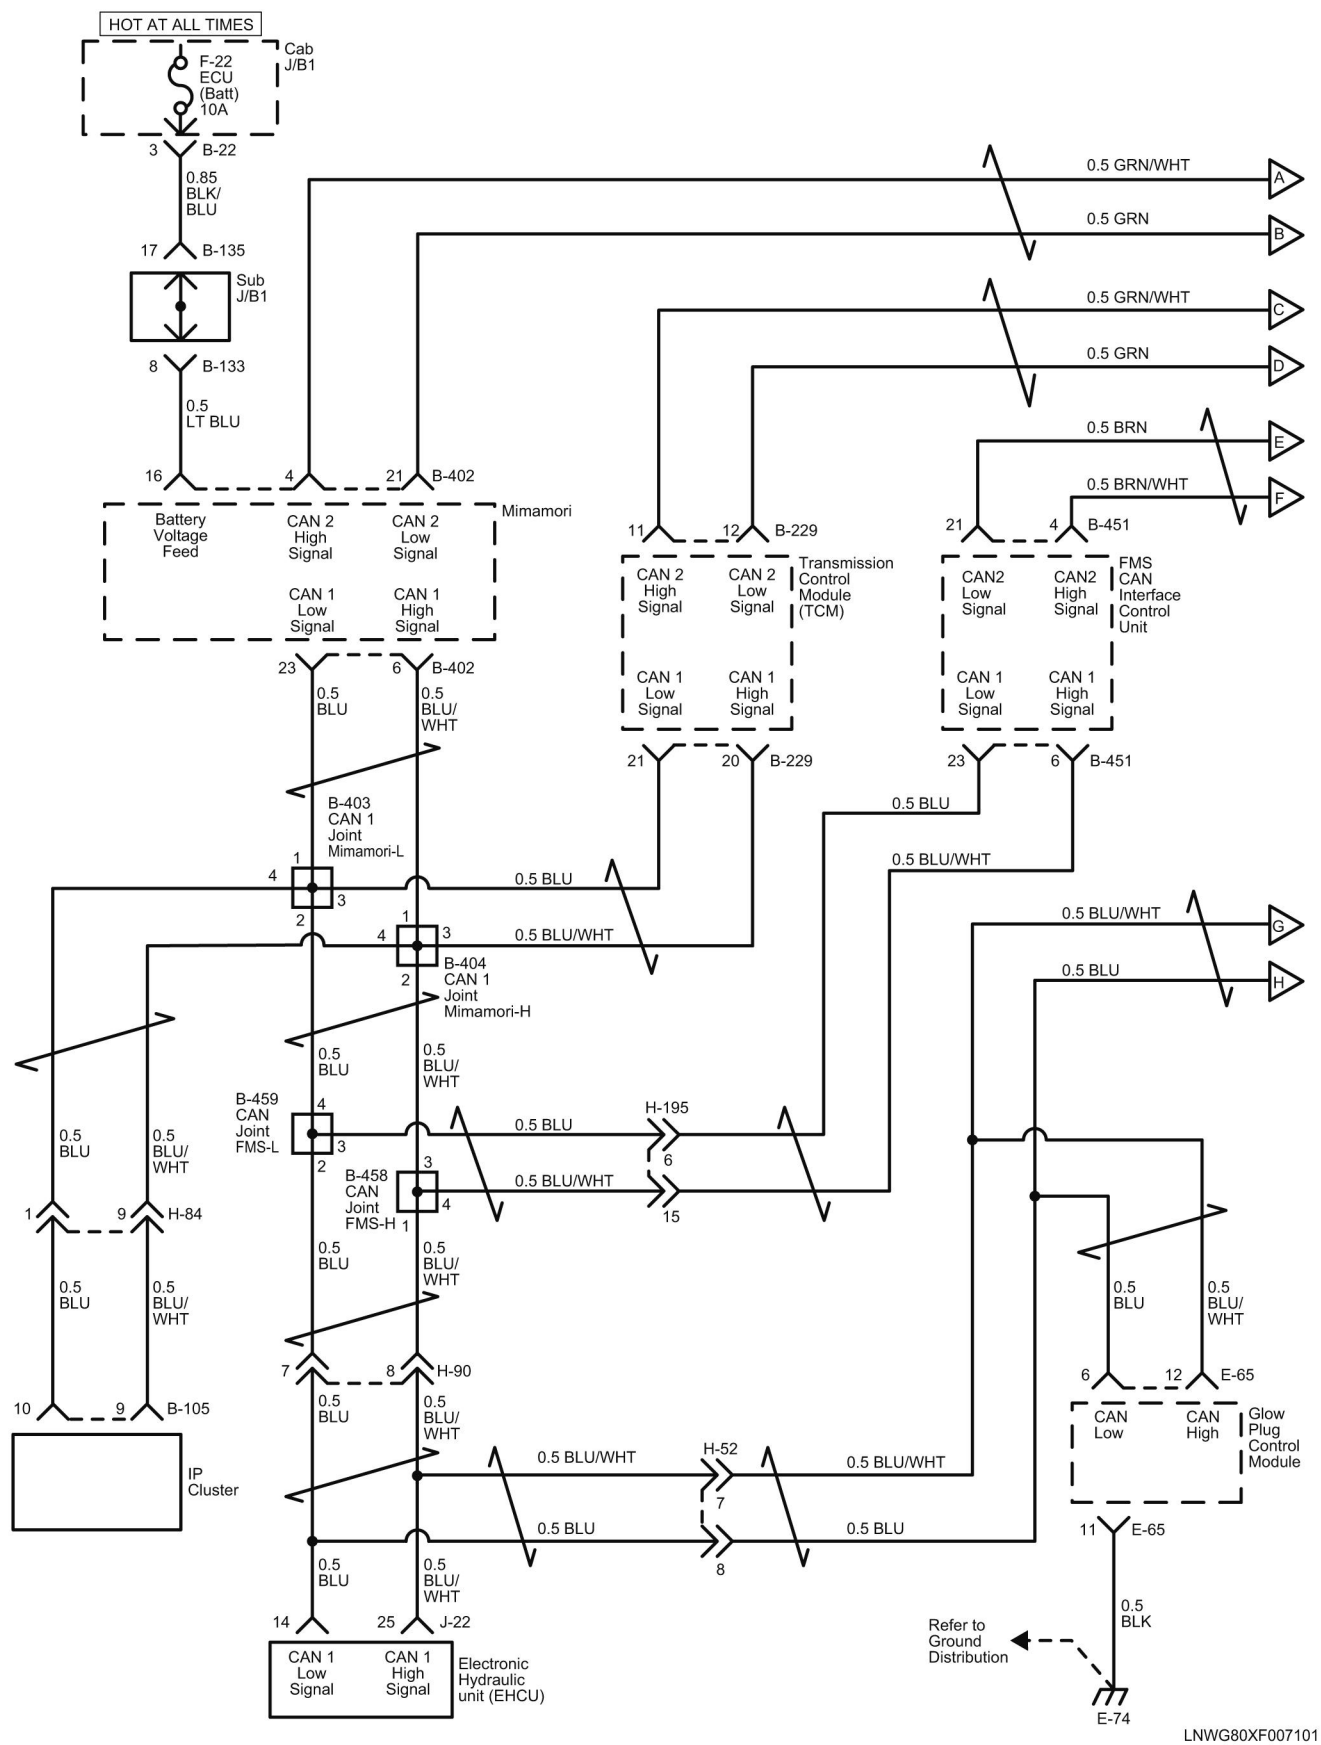 HOT AT ALL TIMES
Cab
J/B1
F-22
ECU
(Batt)
10A
3
B-22
0.85
BLK/
BLU
17
B-135
Sub
J/B1
8
B-133
0.5
LT BLU
0.5 GRN/WHT
A
0.5 GRN
B
0.5 GRN/WHT
C
0.5 GRN
D
0.5 BRN
E
0.5 BRN/WHT
F
16
4
21
B-402
Mimamori
Battery
Voltage
Feed
CAN 2
High
Signal
CAN 2
Low
Signal
CAN 1
Low
Signal
CAN 1
High
Signal
23
6
B-402
11
12
B-229
Transmission
Control
Module
(TCM)
CAN 2
High
Signal
CAN 2
Low
Signal
CAN 1
Low
Signal
CAN 1
High
Signal
21
20
B-229
21
4
B-451
FMS
CAN
Interface
Control
Unit
CAN2
Low
Signal
CAN2
High
Signal
CAN 1
Low
Signal
CAN 1
High
Signal
23
6
B-451
0.5
BLU
0.5
BLU/
WHT
B-403
CAN 1
Joint
Mimamori-L
1
4
3
2
0.5 BLU
0.5 BLU
0.5 BLU/WHT
1
4
3
2
0.5 BLU/WHT
B-404
CAN 1
Joint
Mimamori-H
0.5 BLU/WHT
G
0.5 BLU
H
0.5
BLU
0.5
BLU/
WHT
B-459
CAN
Joint
FMS-L
4
3
2
0.5 BLU
H-195
6
B-458
CAN
Joint
FMS-H
3
4
1
0.5 BLU/WHT
15
0.5
BLU
0.5
BLU/
WHT
1
9
H-84
0.5
BLU
0.5
BLU/
WHT
0.5
BLU
0.5
BLU/
WHT
10
9
B-105
IP
Cluster
7
8
H-90
0.5
BLU
0.5
BLU/
WHT
0.5 BLU/WHT
H-52
7
0.5 BLU/WHT
0.5 BLU
8
0.5 BLU
0.5
BLU
0.5
BLU/
WHT
6
12
E-65
CAN
Low
CAN
High
Glow
Plug
Control
Module
11
E-65
0.5
BLK
Refer to
Ground
Distribution
E-74
0.5
BLU
0.5
BLU/
WHT
14
25
J-22
CAN 1
Low
Signal
CAN 1
High
Signal
Electronic
Hydraulic
unit (EHCU)
LNWG80XF007101